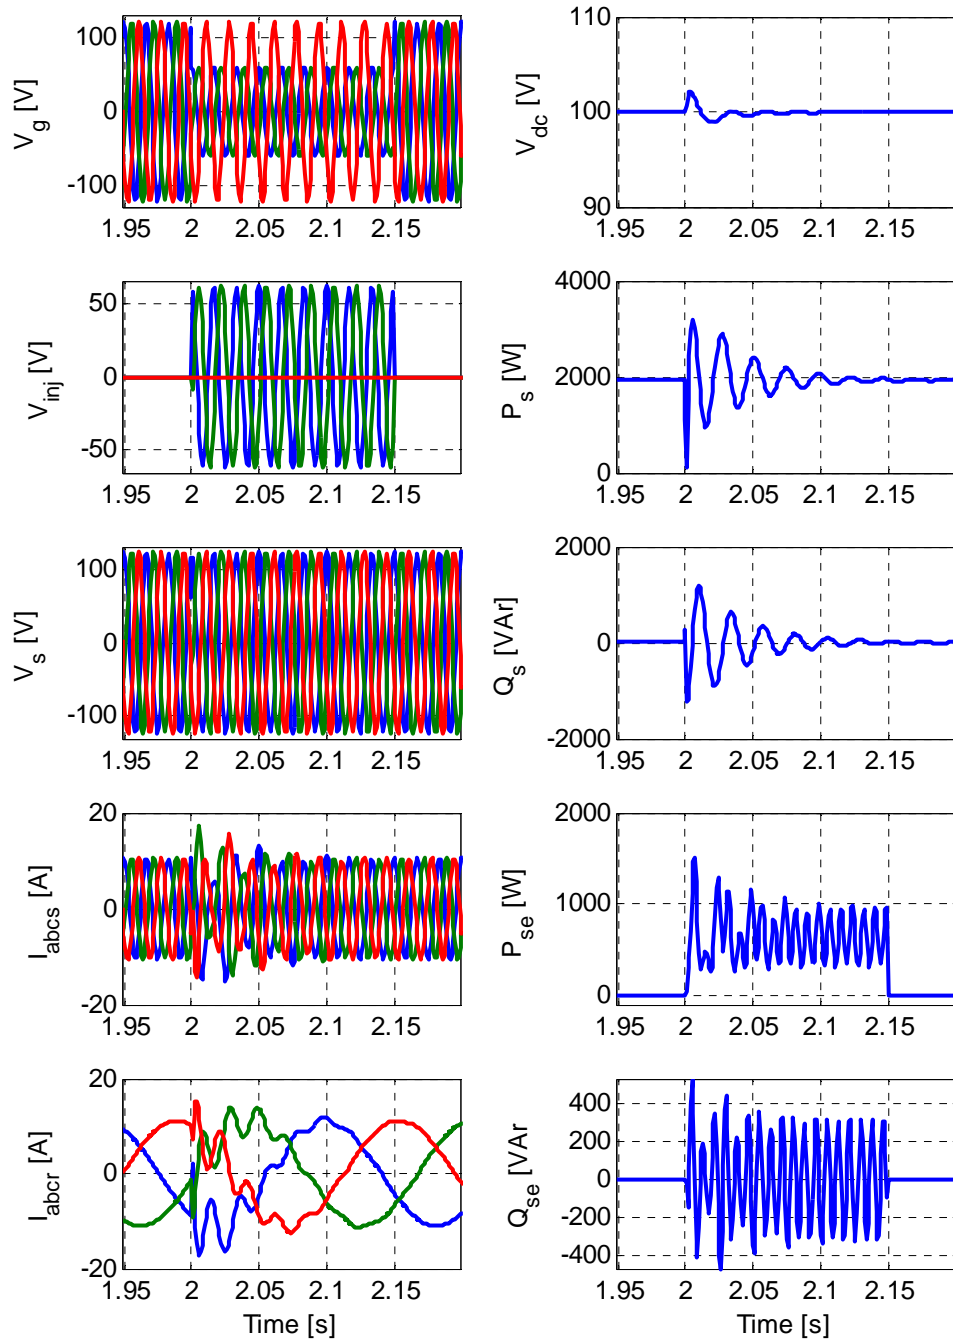 V_g [V]
100
0
-100
1.95 2 2.05 2.1 2.15
V_dc [V]
110
100
90
1.95 2 2.05 2.1 2.15
V_inj [V]
50
0
-50
1.95 2 2.05 2.1 2.15
P_s [W]
4000
2000
0
1.95 2 2.05 2.1 2.15
V_s [V]
100
0
-100
1.95 2 2.05 2.1 2.15
Q_s [VAr]
2000
0
-2000
1.95 2 2.05 2.1 2.15
I_abcs [A]
20
0
-20
1.95 2 2.05 2.1 2.15
P_se [W]
2000
1000
0
1.95 2 2.05 2.1 2.15
I_abcr [A]
20
0
-20
1.95 2 2.05 2.1 2.15
Time [s]
Q_se [VAr
400
200
0
-200
-400
1.95 2 2.05 2.1 2.15
Time [s]